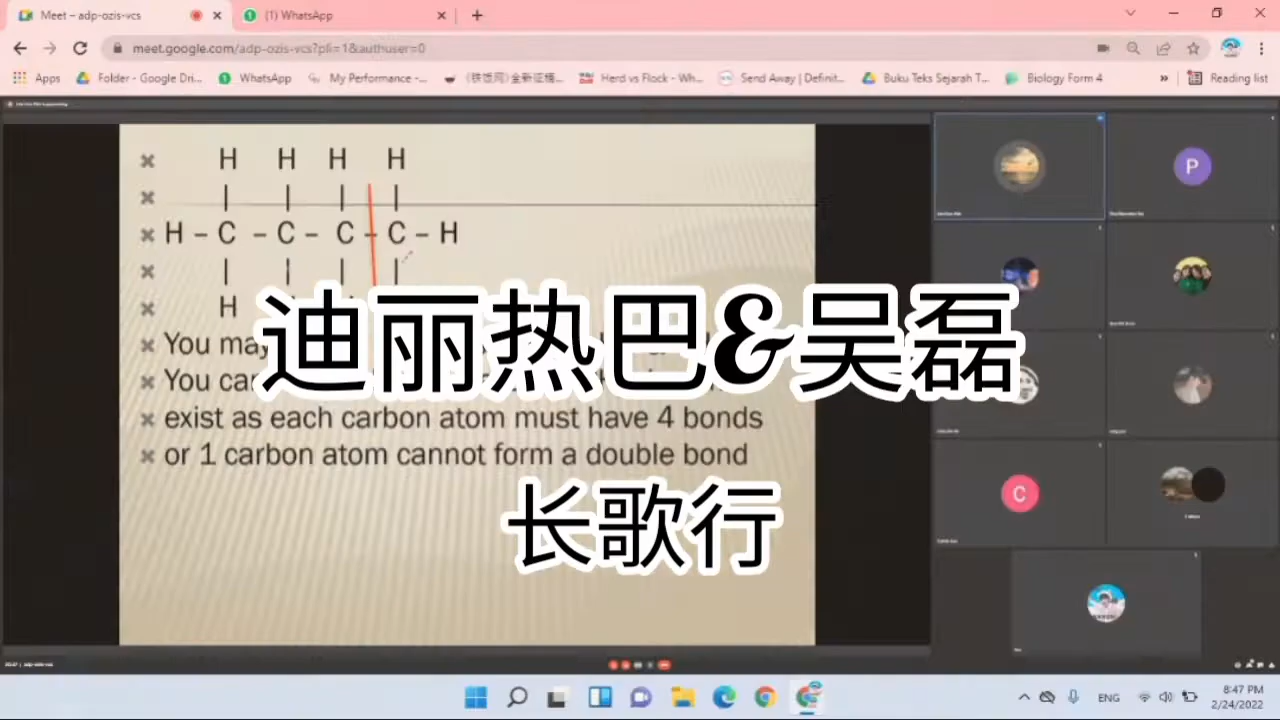 Meet – adp-ozis-vcs
(1) WhatsApp
meet.google.com/adp-ozis-vcs?pli=1&authuser=0
Apps
Folder - Google Dri...
WhatsApp
My Performance -...
Herd vs Flock - Wh...
Send Away | Definit...
Buku Teks Sejarah T...
Biology Form 4
»
Reading list
H H H H
H – C – C – C – C – H
H
You may
You can
exist as each carbon atom must have 4 bonds
or 1 carbon atom cannot form a double bond
迪丽热巴&吴磊
长歌行
P
C
ENG
8:47 PM
2/24/2022